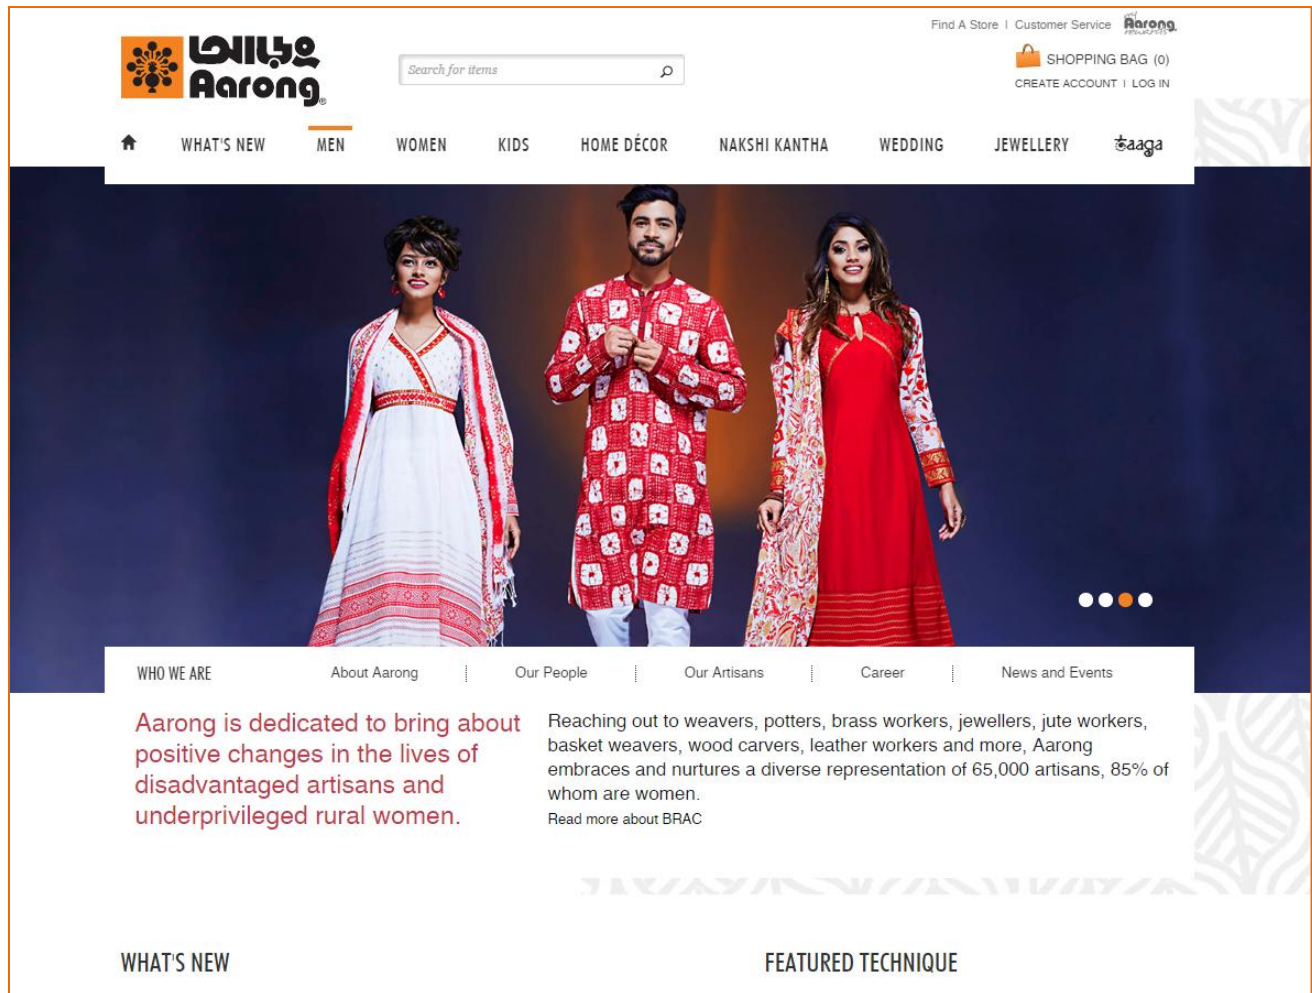 Find A Store | Customer Service my Aarong rewards
আড়ং
Aarong®
Search for items
SHOPPING BAG (0)
CREATE ACCOUNT | LOG IN
WHAT'S NEW MEN WOMEN KIDS HOME DÉCOR NAKSHI KANTHA WEDDING JEWELLERY তaaga
WHO WE ARE About Aarong Our People Our Artisans Career News and Events
Aarong is dedicated to bring about
positive changes in the lives of
disadvantaged artisans and
underprivileged rural women.
Reaching out to weavers, potters, brass workers, jewellers, jute workers,
basket weavers, wood carvers, leather workers and more, Aarong
embraces and nurtures a diverse representation of 65,000 artisans, 85% of
whom are women.
Read more about BRAC
WHAT'S NEW FEATURED TECHNIQUE